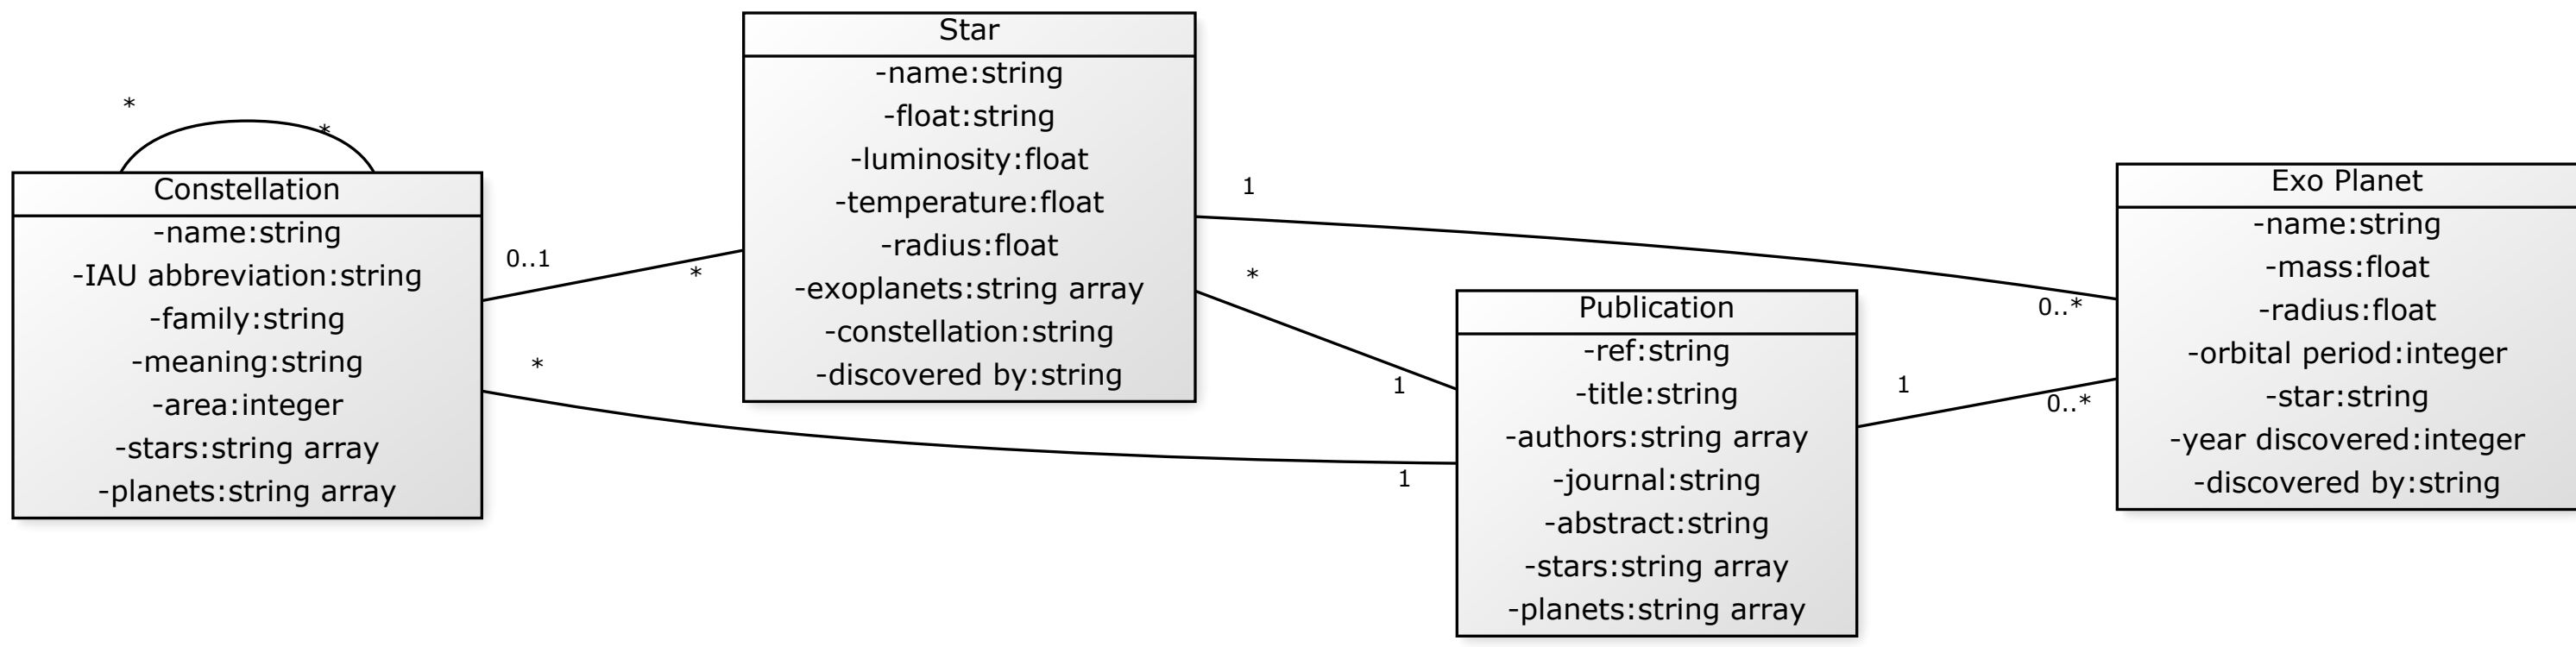 Star
-name:string
-float:string
-luminosity:float
-temperature:float
-radius:float
-exoplanets:string array
-constellation:string
-discovered by:string
*
*
Constellation
-name:string
-IAU abbreviation:string
-family:string
-meaning:string
-area:integer
-stars:string array
-planets:string array
0..1
*
*
1
*
1
1
0..*
Publication
-ref:string
-title:string
-authors:string array
-journal:string
-abstract:string
-stars:string array
-planets:string array
1
0..*
Exo Planet
-name:string
-mass:float
-radius:float
-orbital period:integer
-star:string
-year discovered:integer
-discovered by:string